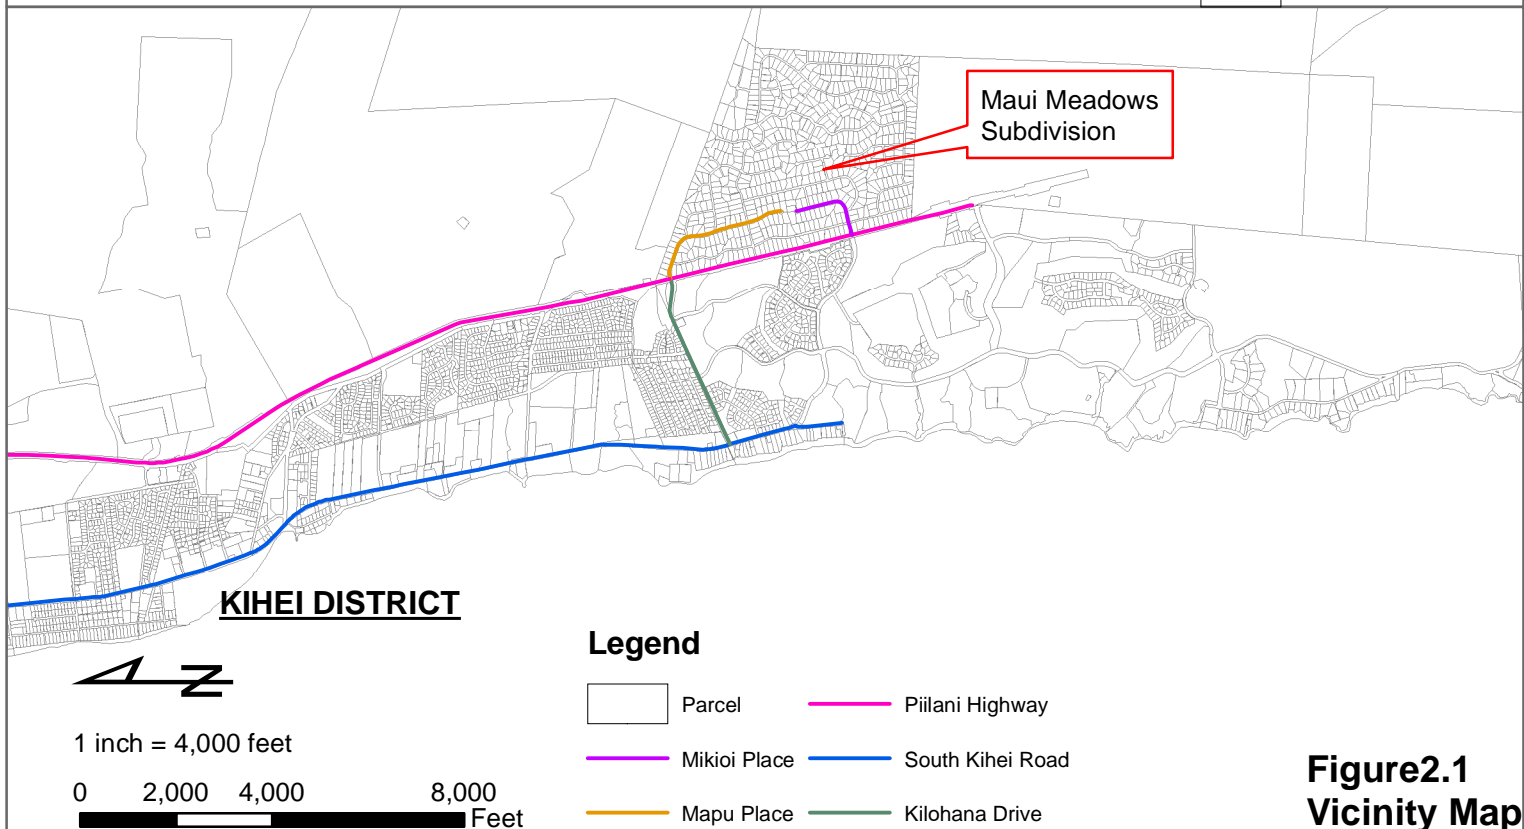 Maui Meadows
Subdivision
KIHEI DISTRICT
N
1 inch = 4,000 feet
0 2,000 4,000 8,000
Feet
Legend
Parcel
Piilani Highway
Mikioi Place
South Kihei Road
Mapu Place
Kilohana Drive
Figure2.1
Vicinity Map